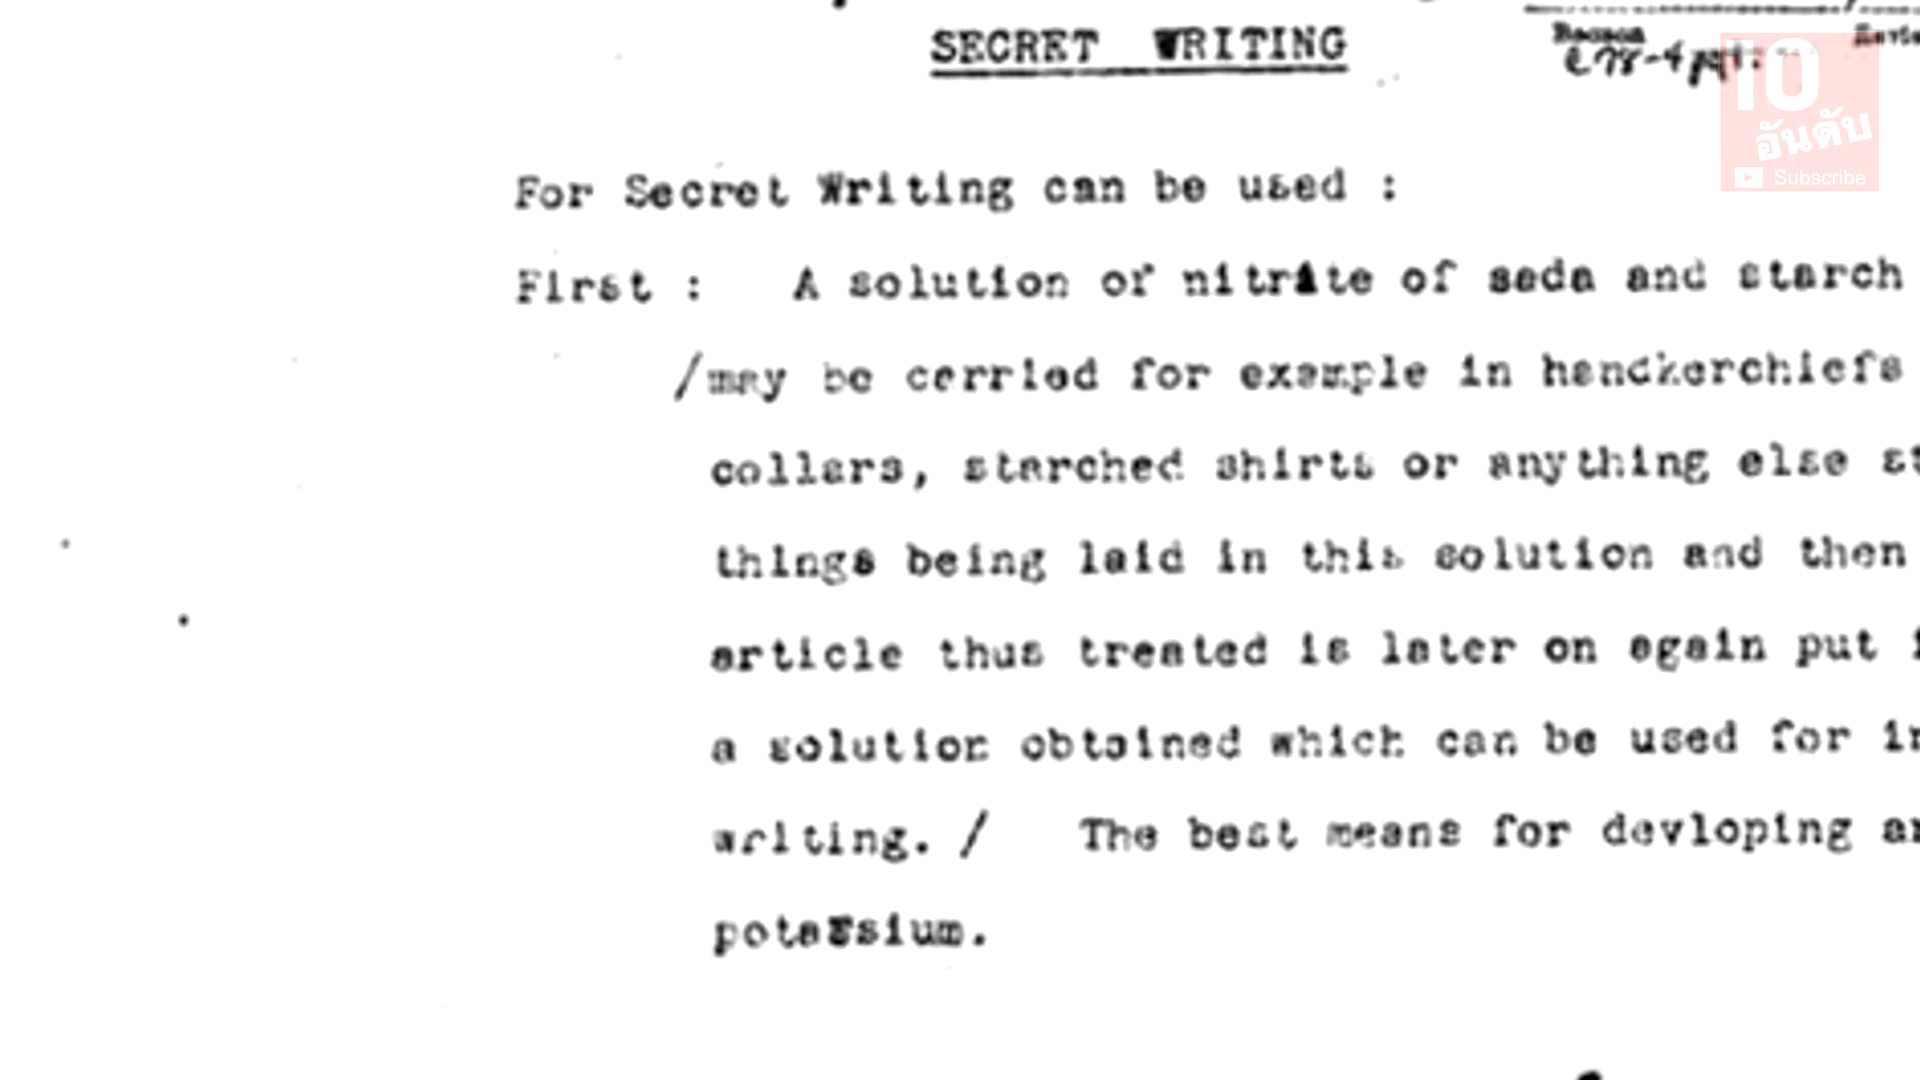 SECRET WRITING
10
อันดับ
Subscribe
For Secret Writing can be used :
First : A solution of nitrate of soda and starch
/may be carried for example in handkerchiefs
collars, starched shirts or anything else st
things being laid in this solution and then
article thus treated is later on again put
a solution obtained which can be used for in
writing. / The best means for devloping an
potassium.